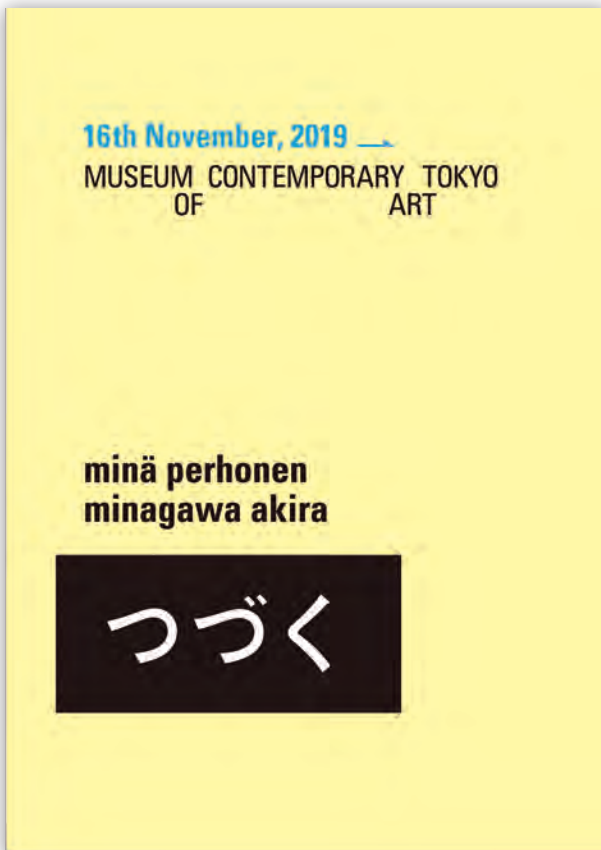 16th November, 2019
MUSEUM CONTEMPORARY TOKYO
OF ART
minä perhonen
minagawa akira
つづく